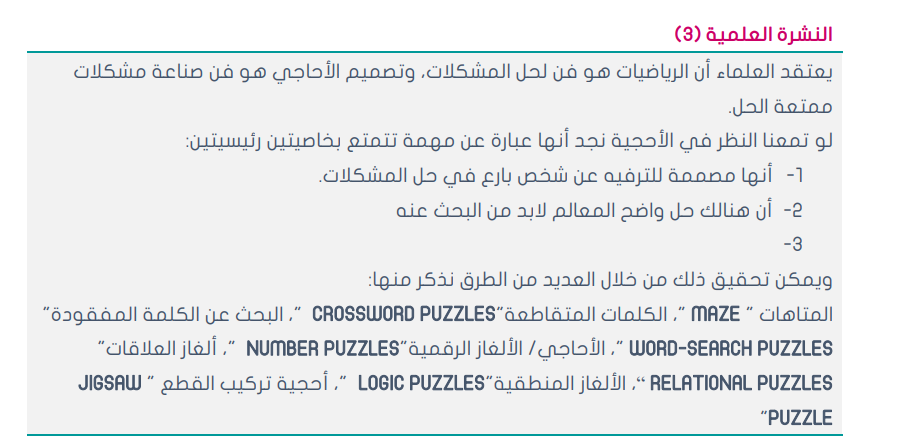 النشرة العلمية (3)
يعتقد العلماء أن الرياضيات هو فن لحل المشكلات، وتصميم الأحاجي هو فن صناعة مشكلات
ممتعة الحل.
لو تمعنا النظر في الأحجية نجد أنها عبارة عن مهمة تتمتع بخاصيتين رئيسيتين:
1- أنها مصممة للترفيه عن شخص بارع في حل المشكلات.
2- أن هنالك حل واضح المعالم لابد من البحث عنه
3-
ويمكن تحقيق ذلك من خلال العديد من الطرق نذكر منها:
المتاهات " MAZE "، الكلمات المتقاطعة"CROSSWORD PUZZLES "، البحث عن الكلمة المفقودة"
WORD-SEARCH PUZZLES "، الأحاجي/ الألغاز الرقمية"NUMBER PUZZLES "، ألغاز العلاقات"
RELATIONAL PUZZLES “، الألغاز المنطقية"LOGIC PUZZLES "، أحجية تركيب القطع " JIGSAW
PUZZLE"